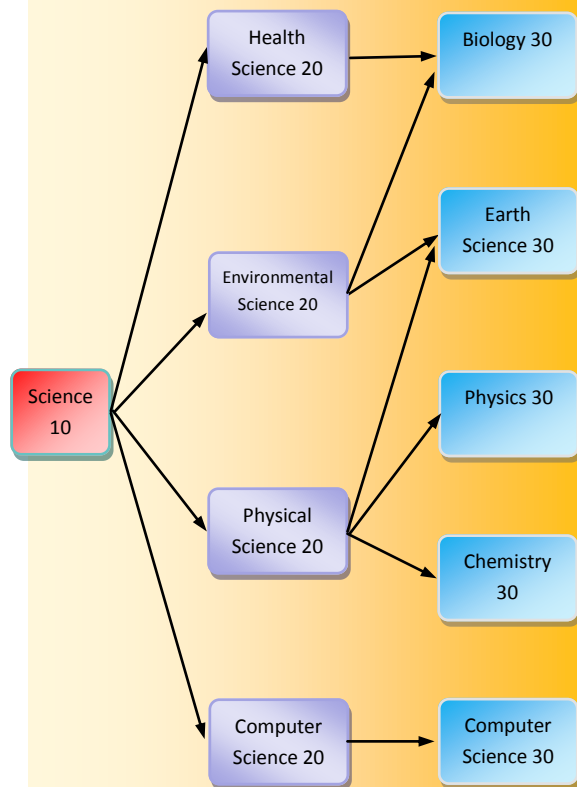 Health
Science 20
Biology 30
Earth
Science 30
Environmental
Science 20
Science
10
Physics 30
Physical
Science 20
Chemistry
30
Computer
Science 20
Computer
Science 30